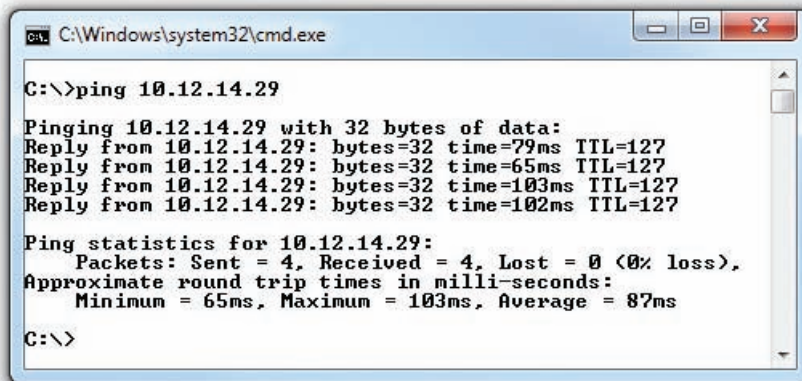 C:\Windows\system32\cmd.exe
C:\>ping 10.12.14.29
Pinging 10.12.14.29 with 32 bytes of data:
Reply from 10.12.14.29: bytes=32 time=79ms TTL=127
Reply from 10.12.14.29: bytes=32 time=65ms TTL=127
Reply from 10.12.14.29: bytes=32 time=103ms TTL=127
Reply from 10.12.14.29: bytes=32 time=102ms TTL=127
Ping statistics for 10.12.14.29:
Packets: Sent = 4, Received = 4, Lost = 0 (0% loss),
Approximate round trip times in milli-seconds:
Minimum = 65ms, Maximum = 103ms, Average = 87ms
C:\>